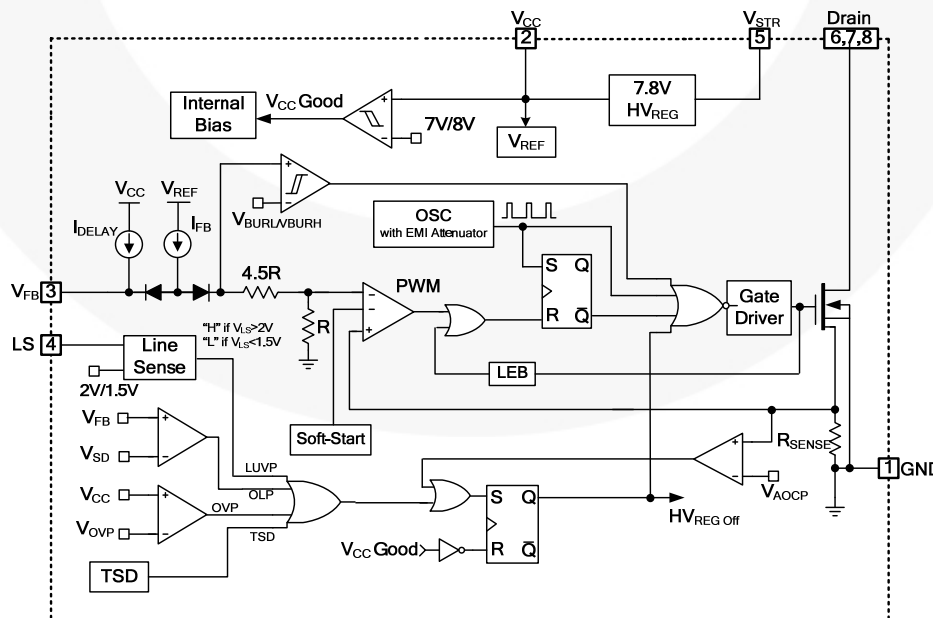 VCC
VSTR
Drain
2
5
6,7,8
Internal
Bias
VCC Good
7V/8V
7.8V
HVREG
VREF
VCC
VREF
IDELAY
IFB
VBURL/VBURH
OSC
with EMI Attenuator
S Q
R Q̅
Gate
Driver
VFB 3
4.5R
R
PWM
"H" if VLS>2V
"L" if VLS<1.5V
LS 4
Line
Sense
2V/1.5V
LEB
Soft-Start
RSENSE
1 GND
VFB
VSD
LUVP
OLP
VCC
VOVP
OVP
TSD
TSD
VAOCP
S Q
R Q̅
HVREG Off
VCC Good